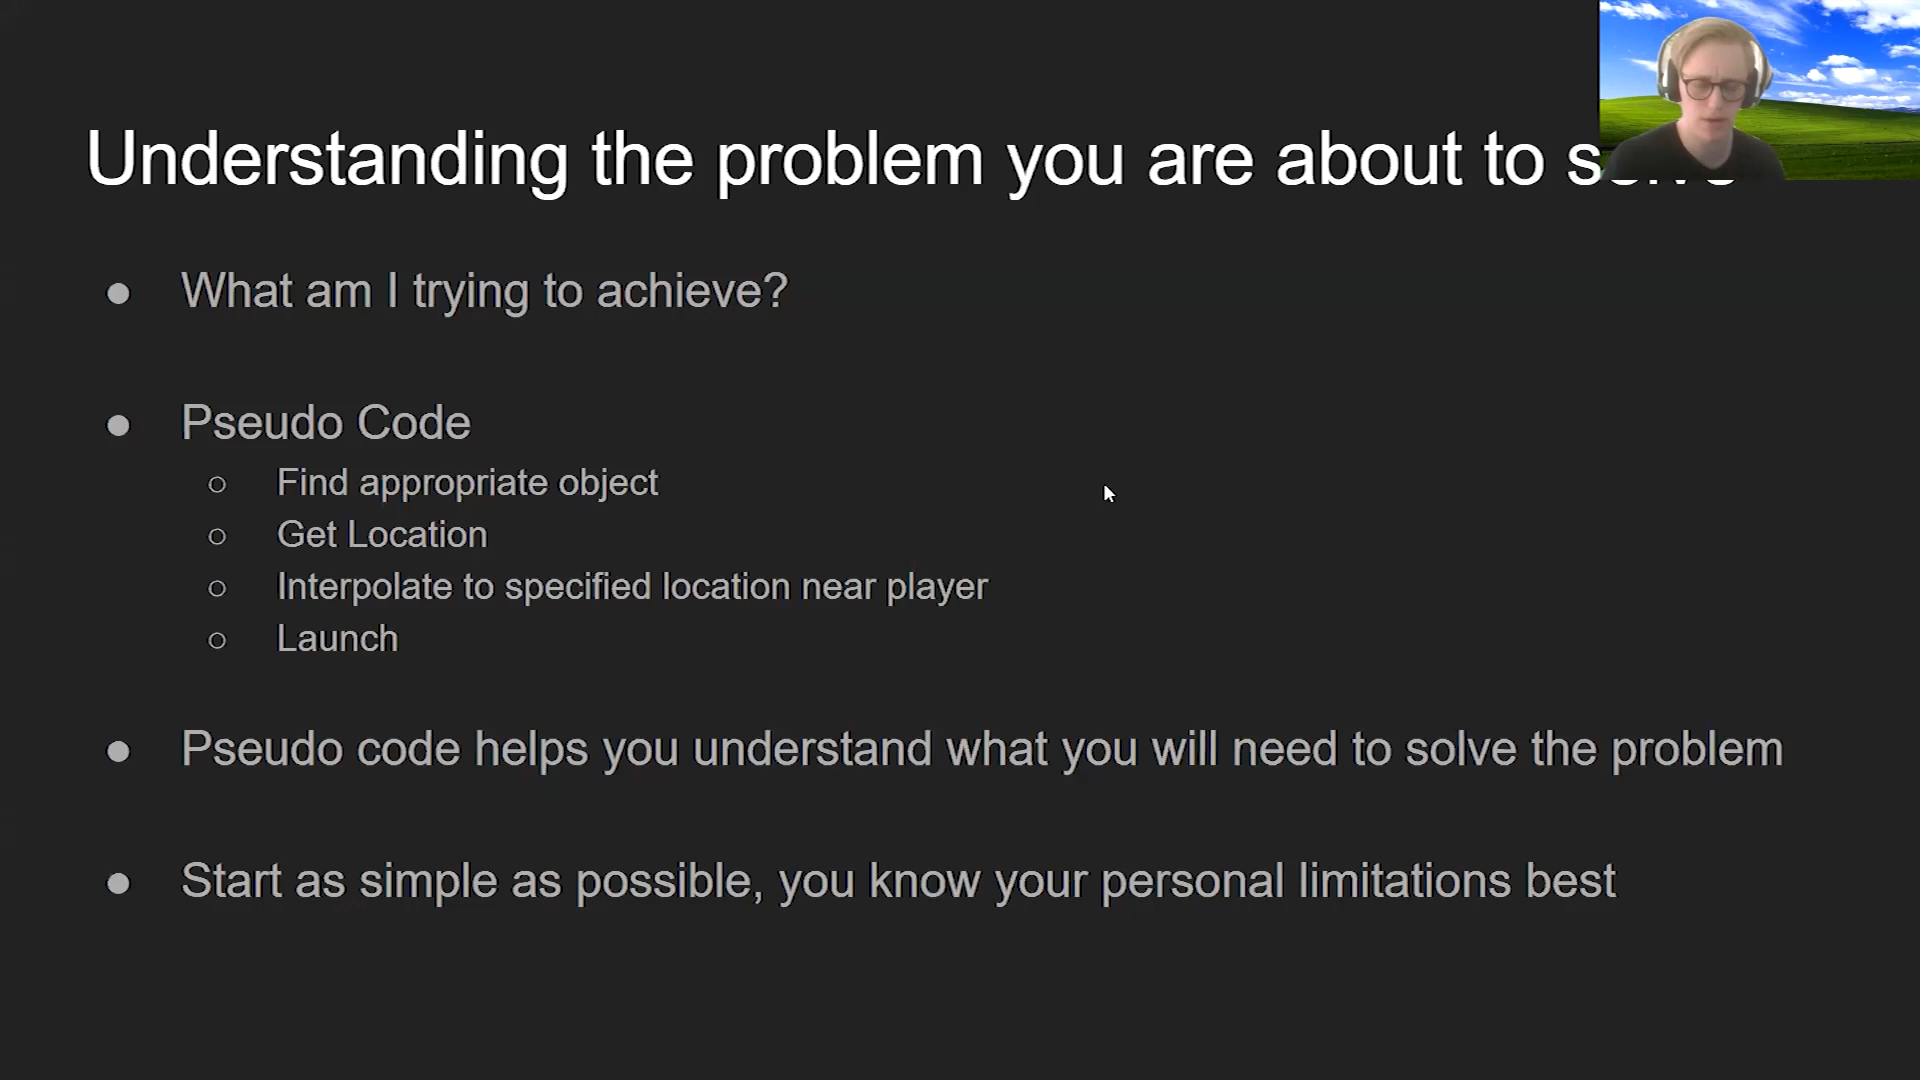 Understanding the problem you are about to solve
What am I trying to achieve?
Pseudo Code
Find appropriate object
Get Location
Interpolate to specified location near player
Launch
Pseudo code helps you understand what you will need to solve the problem
Start as simple as possible, you know your personal limitations best